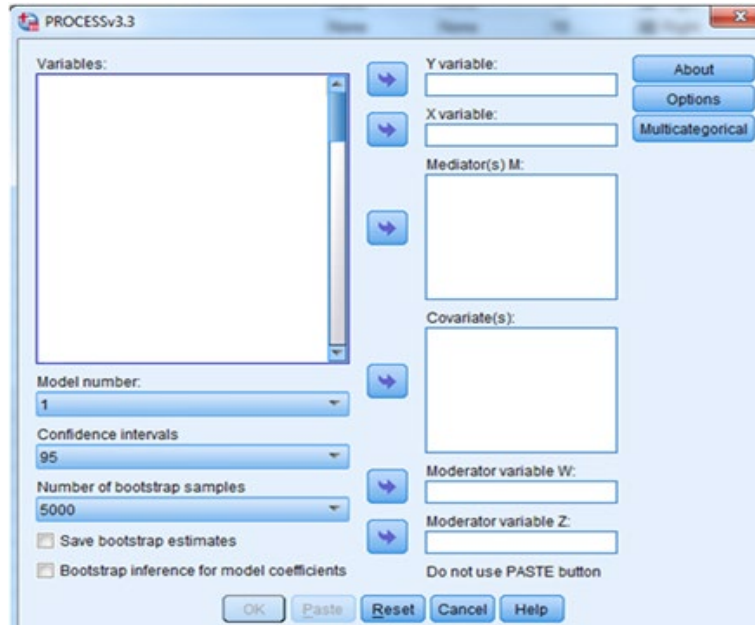 PROCESSv3.3
Variables:
Y variable:
About
Options
X variable:
Multicategorical
Mediator(s) M:
Covariate(s):
Model number:
1
Confidence intervals
95
Number of bootstrap samples
5000
Save bootstrap estimates
Bootstrap inference for model coefficients
Moderator variable W:
Moderator variable Z:
Do not use PASTE button
OK
Paste
Reset
Cancel
Help